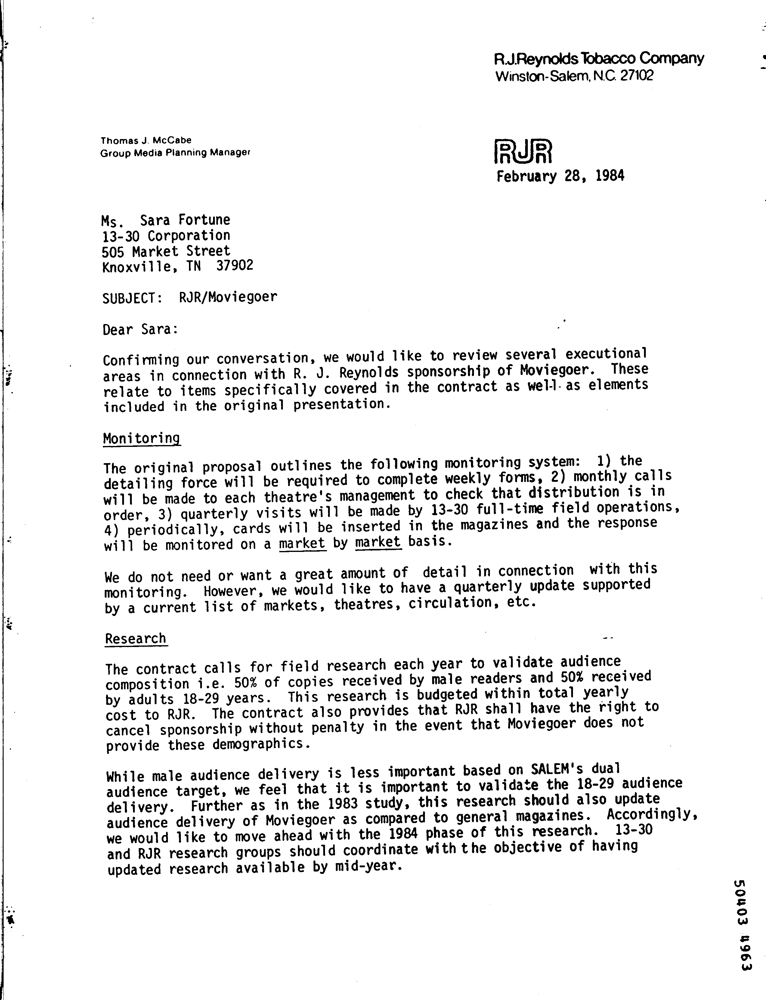 R.J.Reynolds Tobacco Company
Winston-Salem, N.C. 27102
Thomas J. McCabe
Group Media Planning Manager
RJR
February 28, 1984
Ms. Sara Fortune
13-30 Corporation
505 Market Street
Knoxville, TN 37902
SUBJECT: RJR/Moviegoer
Dear Sara:
Confirming our conversation, we would like to review several executional
areas in connection with R. J. Reynolds sponsorship of Moviegoer. These
relate to items specifically covered in the contract as well as elements
included in the original presentation.
Monitoring
The original proposal outlines the following monitoring system: 1) the
detailing force will be required to complete weekly forms, 2) monthly calls
will be made to each theatre's management to check that distribution is in
order, 3) quarterly visits will be made by 13-30 full-time field operations,
4) periodically, cards will be inserted in the magazines and the response
will be monitored on a market by market basis.
We do not need or want a great amount of detail in connection with this
monitoring. However, we would like to have a quarterly update supported
by a current list of markets, theatres, circulation, etc.
Research
The contract calls for field research each year to validate audience
composition i.e. 50% of copies received by male readers and 50% received
by adults 18-29 years. This research is budgeted within total yearly
cost to RJR. The contract also provides that RJR shall have the right to
cancel sponsorship without penalty in the event that Moviegoer does not
provide these demographics.
While male audience delivery is less important based on SALEM's dual
audience target, we feel that it is important to validate the 18-29 audience
delivery. Further as in the 1983 study, this research should also update
audience delivery of Moviegoer as compared to general magazines. Accordingly,
we would like to move ahead with the 1984 phase of this research. 13-30
and RJR research groups should coordinate with the objective of having
updated research available by mid-year.
50403 4963